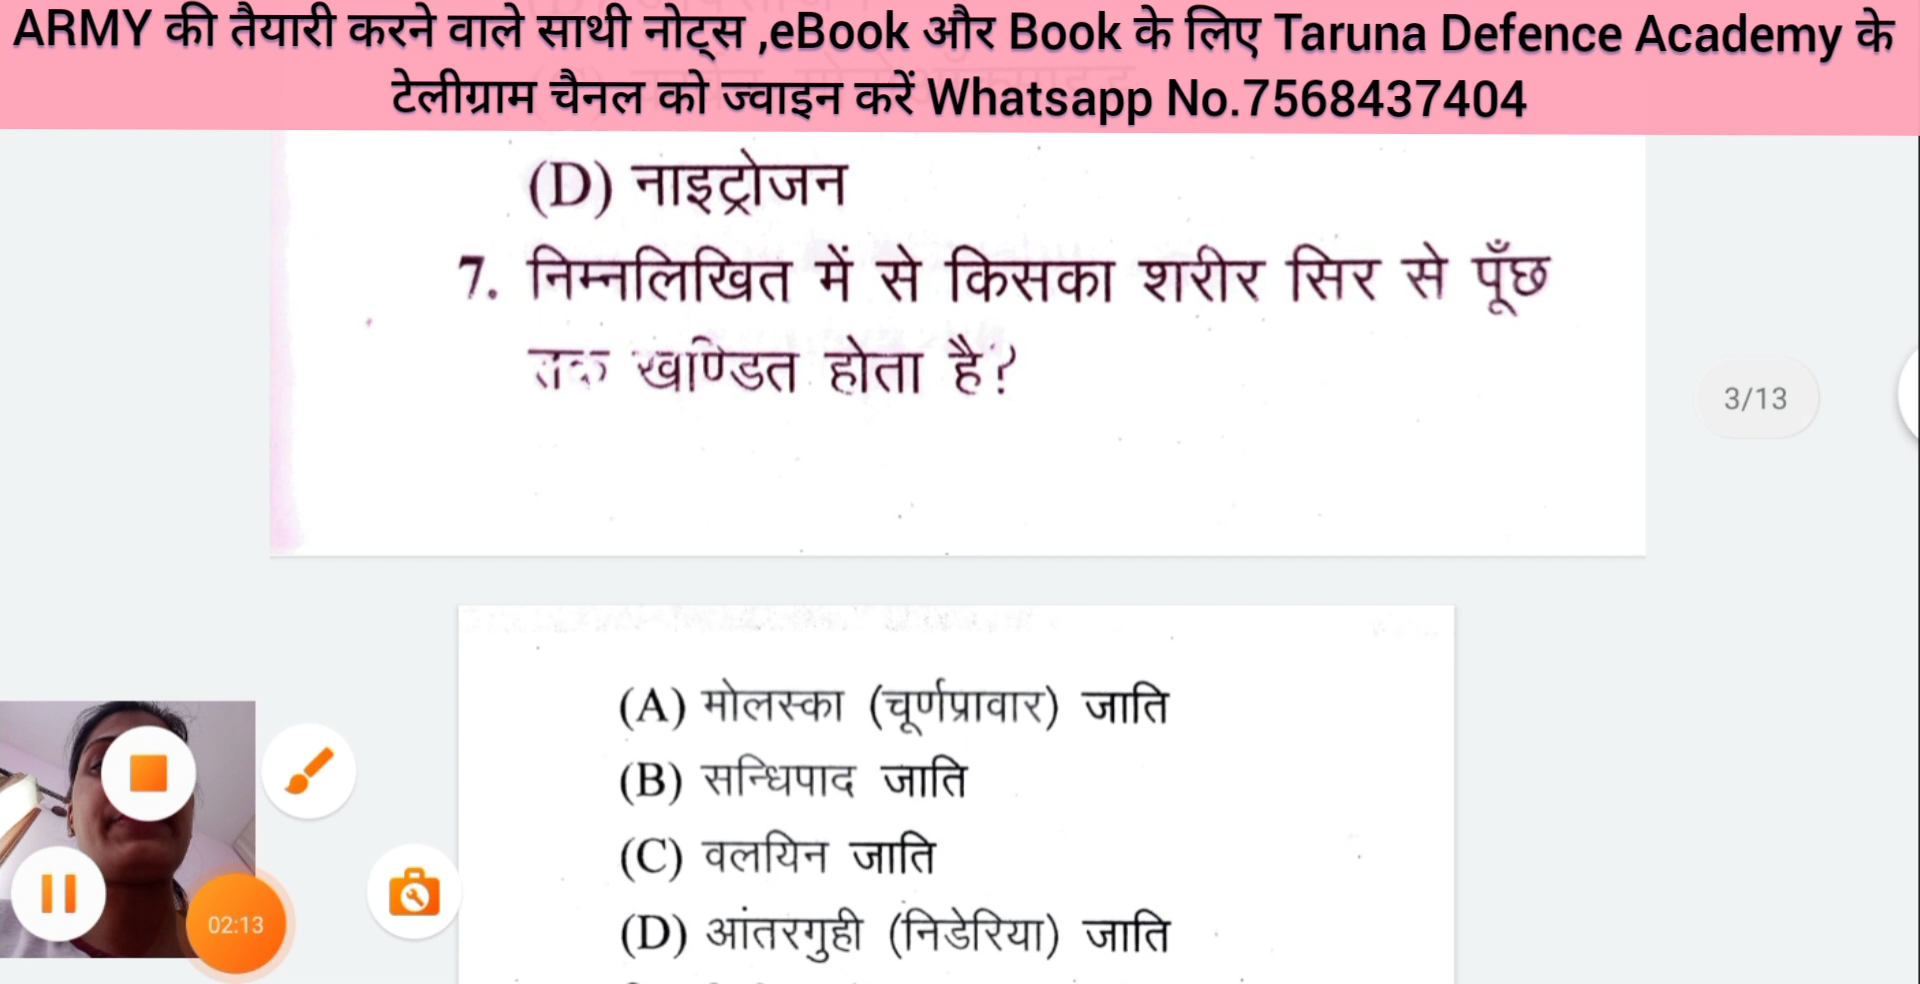 ARMY की तैयारी करने वाले साथी नोट्स ,eBook और Book के लिए Taruna Defence Academy के
टेलीग्राम चैनल को ज्वाइन करें Whatsapp No.7568437404
(D) नाइट्रोजन
7. निम्नलिखित में से किसका शरीर सिर से पूँछ
तक खण्डित होता है?
3/13
(A) मोलस्का (चूर्णप्रावार) जाति
(B) सन्धिपाद जाति
(C) वलयिन जाति
(D) आंतरगुही (निडेरिया) जाति
02:13